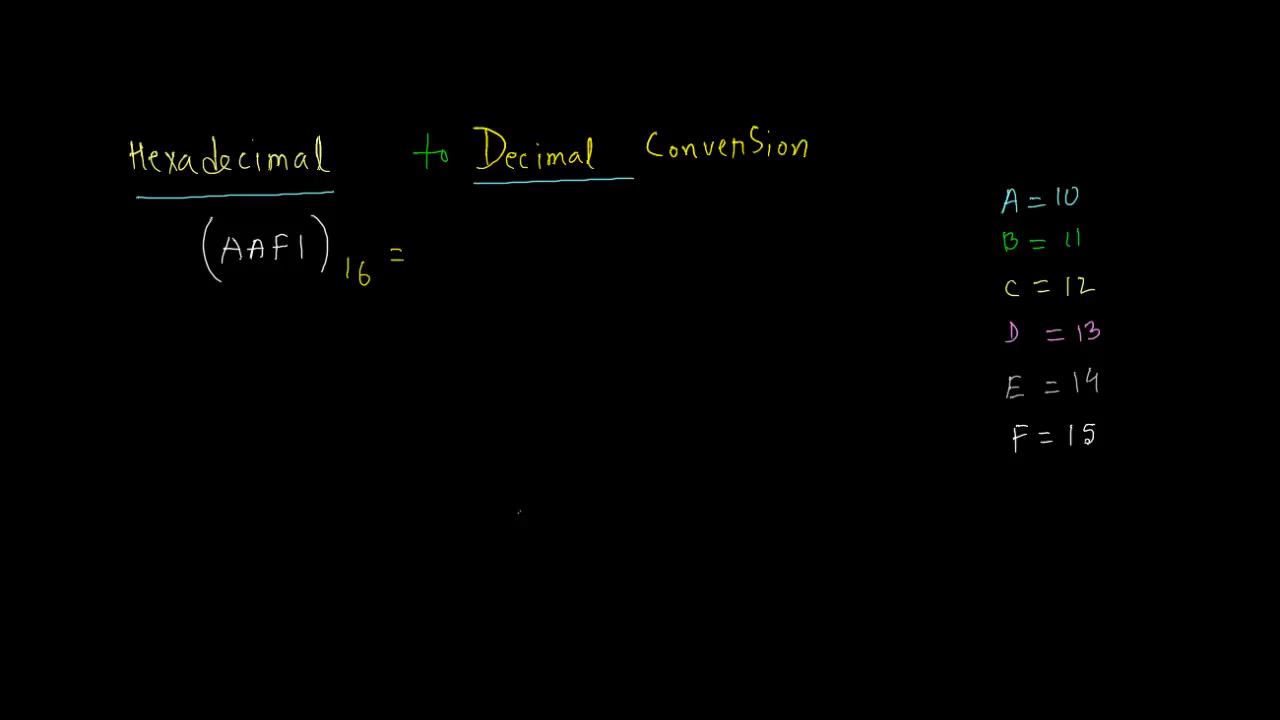 Hexadecimal to Decimal Conversion
(AAF1)16 =
A = 10
B = 11
C = 12
D = 13
E = 14
F = 15